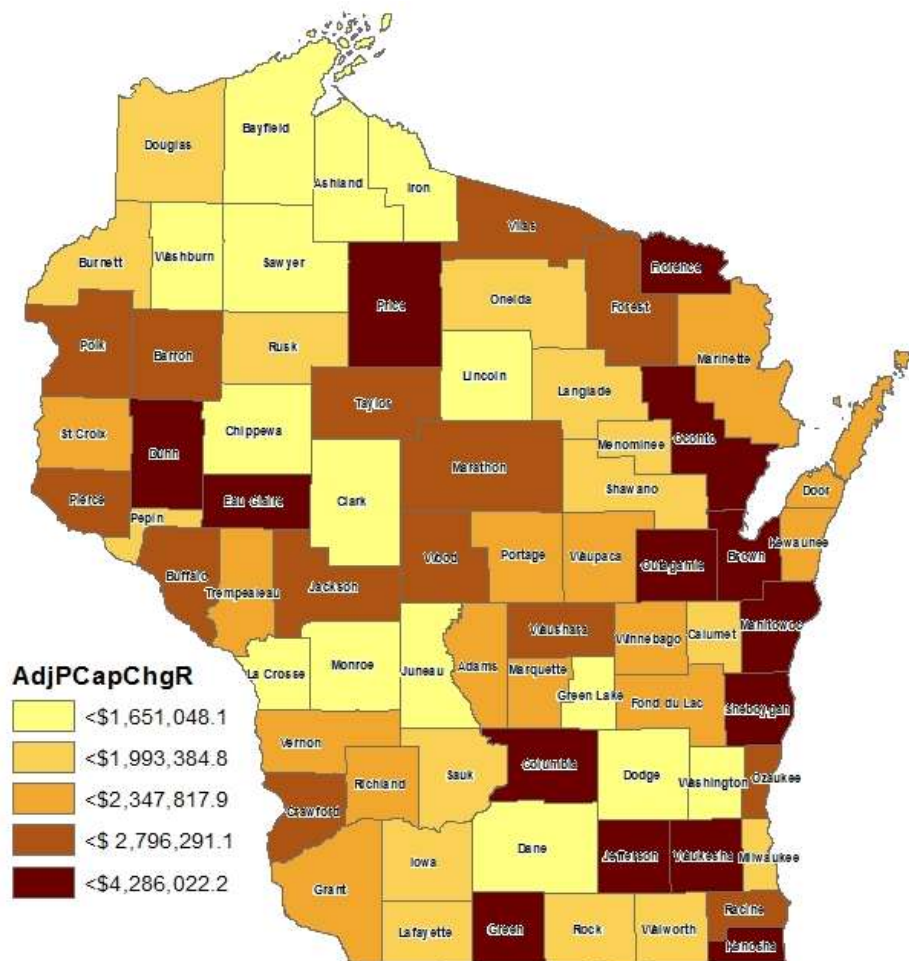 Bayfield
Douglas
Ashland
Iron
Vilas
Washburn
Sawyer
Burnett
Florence
Price
Oneida
Forest
Polk
Barron
Rusk
Marinette
Lincoln
Langlade
Taylor
St Croix
Chippewa
Dunn
Menominee
Oconto
Marathon
Shawano
Pierce
Eau Claire
Clark
Door
Pepin
Wood
Portage
Waupaca
Outagamie
Brown
Kewaunee
Buffalo
Trempealeau
Jackson
Manitowoc
Waushara
Winnebago
Calumet
La Crosse
Monroe
Juneau
Adams
Marquette
Green Lake
Fond du Lac
Sheboygan
Vernon
Richland
Sauk
Columbia
Dodge
Washington
Ozaukee
Crawford
Dane
Jefferson
Waukesha
Milwaukee
Iowa
Grant
Lafayette
Green
Rock
Walworth
Racine
Kenosha
AdjPCapChgR
<$1,651,048.1
<$1,993,384.8
<$2,347,817.9
<$ 2,796,291.1
<$4,286,022.2